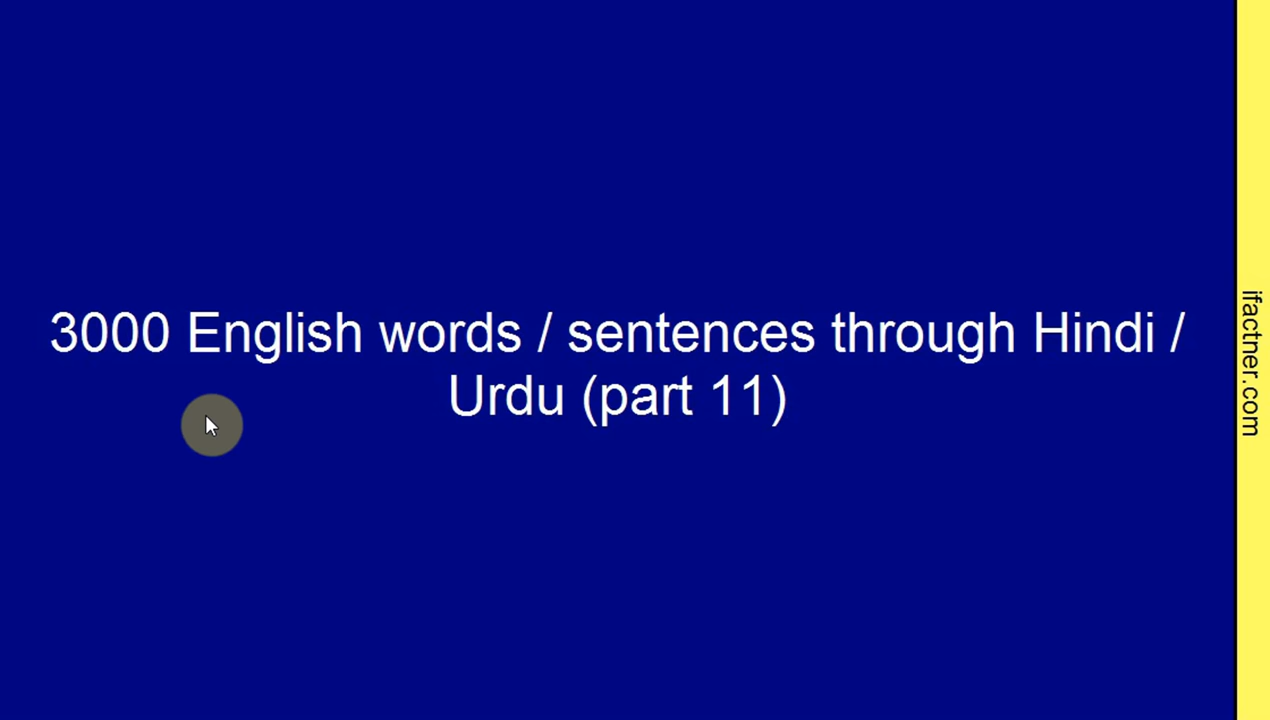 3000 English words / sentences through Hindi /
Urdu (part 11)
ifactner.com